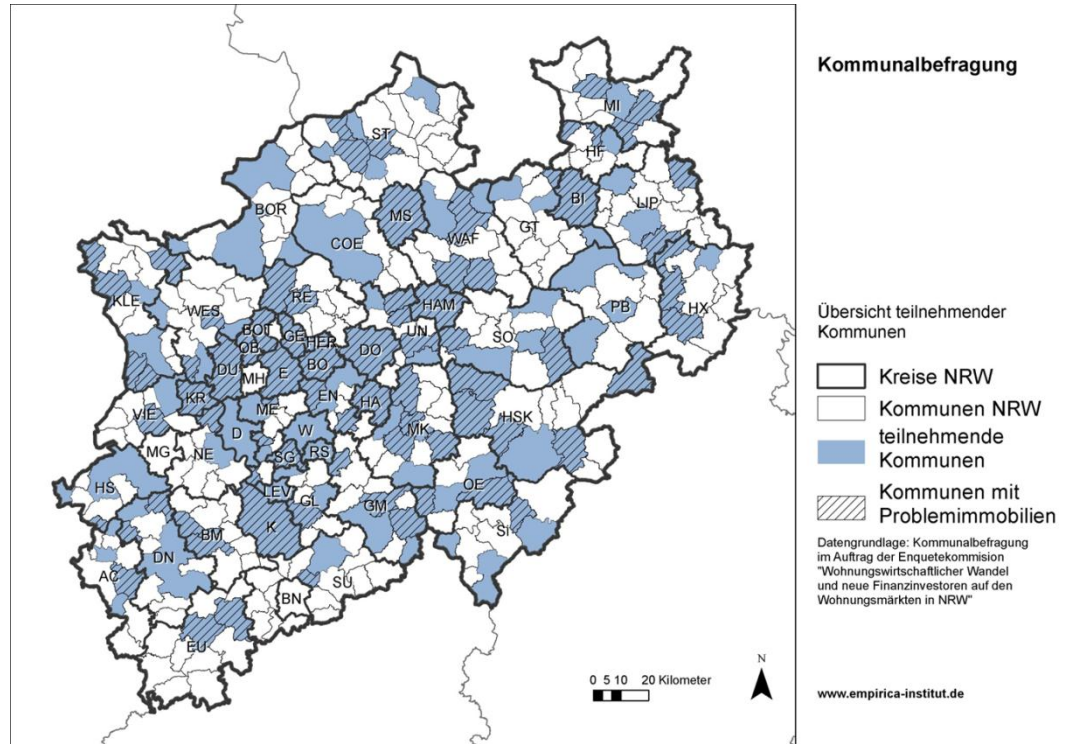 Kommunalbefragung
MI
ST
HF
BI
LIP
BOR
MS
GT
WAF
COE
KLE
RE
HAM
PB
HX
WES
UN
SO
BOT
GE
HER
OB
DO
DU
MH
E
BO
EN
HA
KR
ME
HSK
VIE
W
MK
D
MG
NE
SG
RS
HS
LEV
GL
GM
OE
K
BM
SI
DN
AC
SU
BN
EU
Übersicht teilnehmender
Kommunen
Kreise NRW
Kommunen NRW
teilnehmende
Kommunen
Kommunen mit
Problemimmobilien
Datengrundlage: Kommunalbefragung
im Auftrag der Enquetekommision
"Wohnungswirtschaftlicher Wandel
und neue Finanzinvestoren auf den
Wohnungsmärkten in NRW"
N
0 5 10 20 Kilometer
www.empirica-institut.de